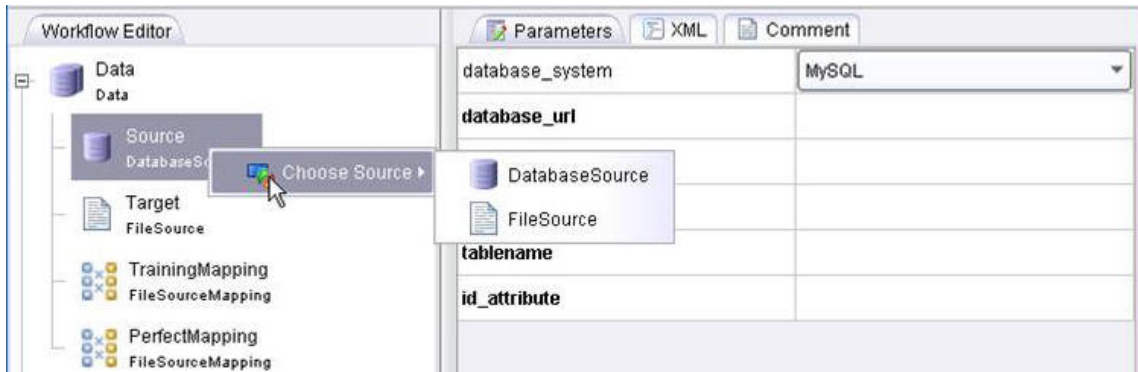 Workflow Editor
Parameters XML Comment
Data
Data
database_system MySQL
database_url
Source
DatabaseSo
Choose Source
DatabaseSource
FileSource
Target
FileSource
tablename
id_attribute
TrainingMapping
FileSourceMapping
PerfectMapping
FileSourceMapping